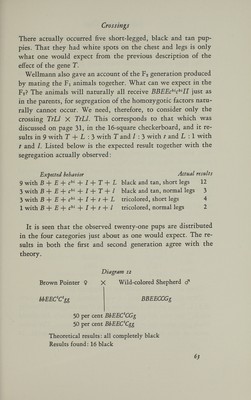 Crossings
There actually occurred five short-legged, black and tan pup-
pies. That they had white spots on the chest and legs is only
what one would expect from the previous description of the
effect of the gene T.
Wellmann also gave an account of the F₂ generation produced
by mating the F₁ animals together. What can we expect in the
F₂? The animals will naturally all receive BBEE in just as
in the parents, for segregation of the homozygotic factors natu-
rally cannot occur. We need, therefore, to consider only the
crossing TtLl × TtLl. This corresponds to that which was
discussed on page 31, in the 16-square checkerboard, and it re-
sults in 9 with T + L : 3 with T and l : 3 with t and L : 1 with
t and l. Listed below is the expected result together with the
segregation actually observed:
Expected behavior Actual results
9 with B + E + eᵇⁱ + I + T + L black and tan, short legs 12
3 with B + E + eᵇⁱ + I + T + l black and tan, normal legs 3
3 with B + E + eᵇⁱ + I + t + L tricolored, short legs 4
1 with B + E + eᵇⁱ + I + t + l tricolored, normal legs 2
It is seen that the observed twenty-one pups are distributed
in the four categories just about as one would expect. The re-
sults in both the first and second generation agree with the
theory.
Diagram 12
Brown Pointer ♀ × Wild-colored Shepherd ♂
bbEECᶜCᶜgg BBEECCGg
50 per cent BbEECᶜCGg
50 per cent BbEECᶜCgg
Theoretical results: all completely black
Results found: 16 black
63